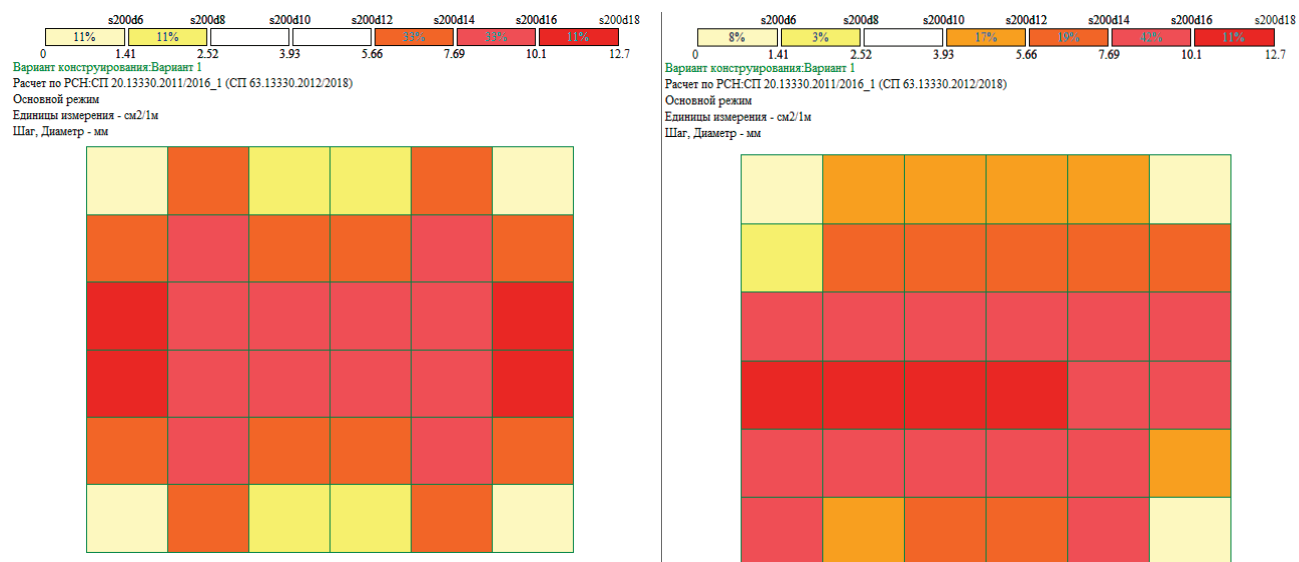 s200d6 s200d8 s200d10 s200d12 s200d14 s200d16 s200d18
11% 11% 33% 33% 11%
0 1.41 2.52 3.93 5.66 7.69 10.1 12.7
Вариант конструирования:Вариант 1
Расчет по РСН:СП 20.13330.2011/2016_1 (СП 63.13330.2012/2018)
Основной режим
Единицы измерения - см2/1м
Шаг, Диаметр - мм
s200d6 s200d8 s200d10 s200d12 s200d14 s200d16 s200d18
8% 3% 17% 19% 42% 11%
0 1.41 2.52 3.93 5.66 7.69 10.1 12.7
Вариант конструирования:Вариант 1
Расчет по РСН:СП 20.13330.2011/2016_1 (СП 63.13330.2012/2018)
Основной режим
Единицы измерения - см2/1м
Шаг, Диаметр - мм